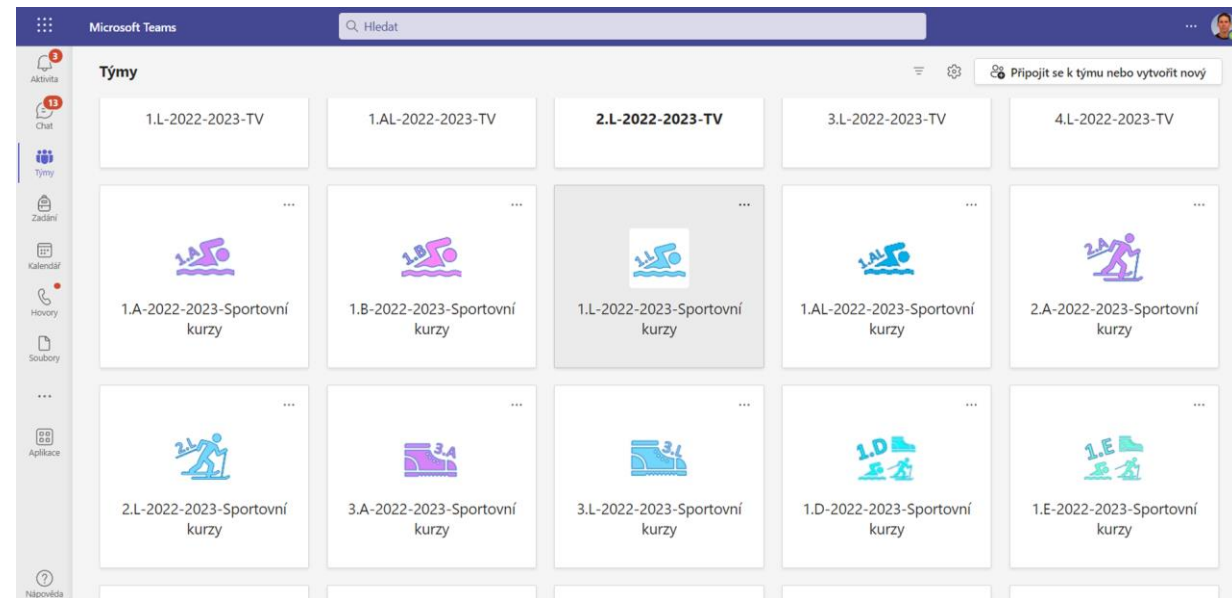 Microsoft Teams
Hledat
3
Aktivita
13
Chat
Týmy
Zadání
Kalendář
Hovory
Soubory
Aplikace
Nápověda
Týmy
Připojit se k týmu nebo vytvořit nový
1.L-2022-2023-TV
1.AL-2022-2023-TV
2.L-2022-2023-TV
3.L-2022-2023-TV
4.L-2022-2023-TV
1.A
1.A-2022-2023-Sportovní
kurzy
1.B
1.B-2022-2023-Sportovní
kurzy
1.L
1.L-2022-2023-Sportovní
kurzy
1.AL
1.AL-2022-2023-Sportovní
kurzy
2.A
2.A-2022-2023-Sportovní
kurzy
2.L
2.L-2022-2023-Sportovní
kurzy
3.A
3.A-2022-2023-Sportovní
kurzy
3.L
3.L-2022-2023-Sportovní
kurzy
1.D
1.D-2022-2023-Sportovní
kurzy
1.E
1.E-2022-2023-Sportovní
kurzy